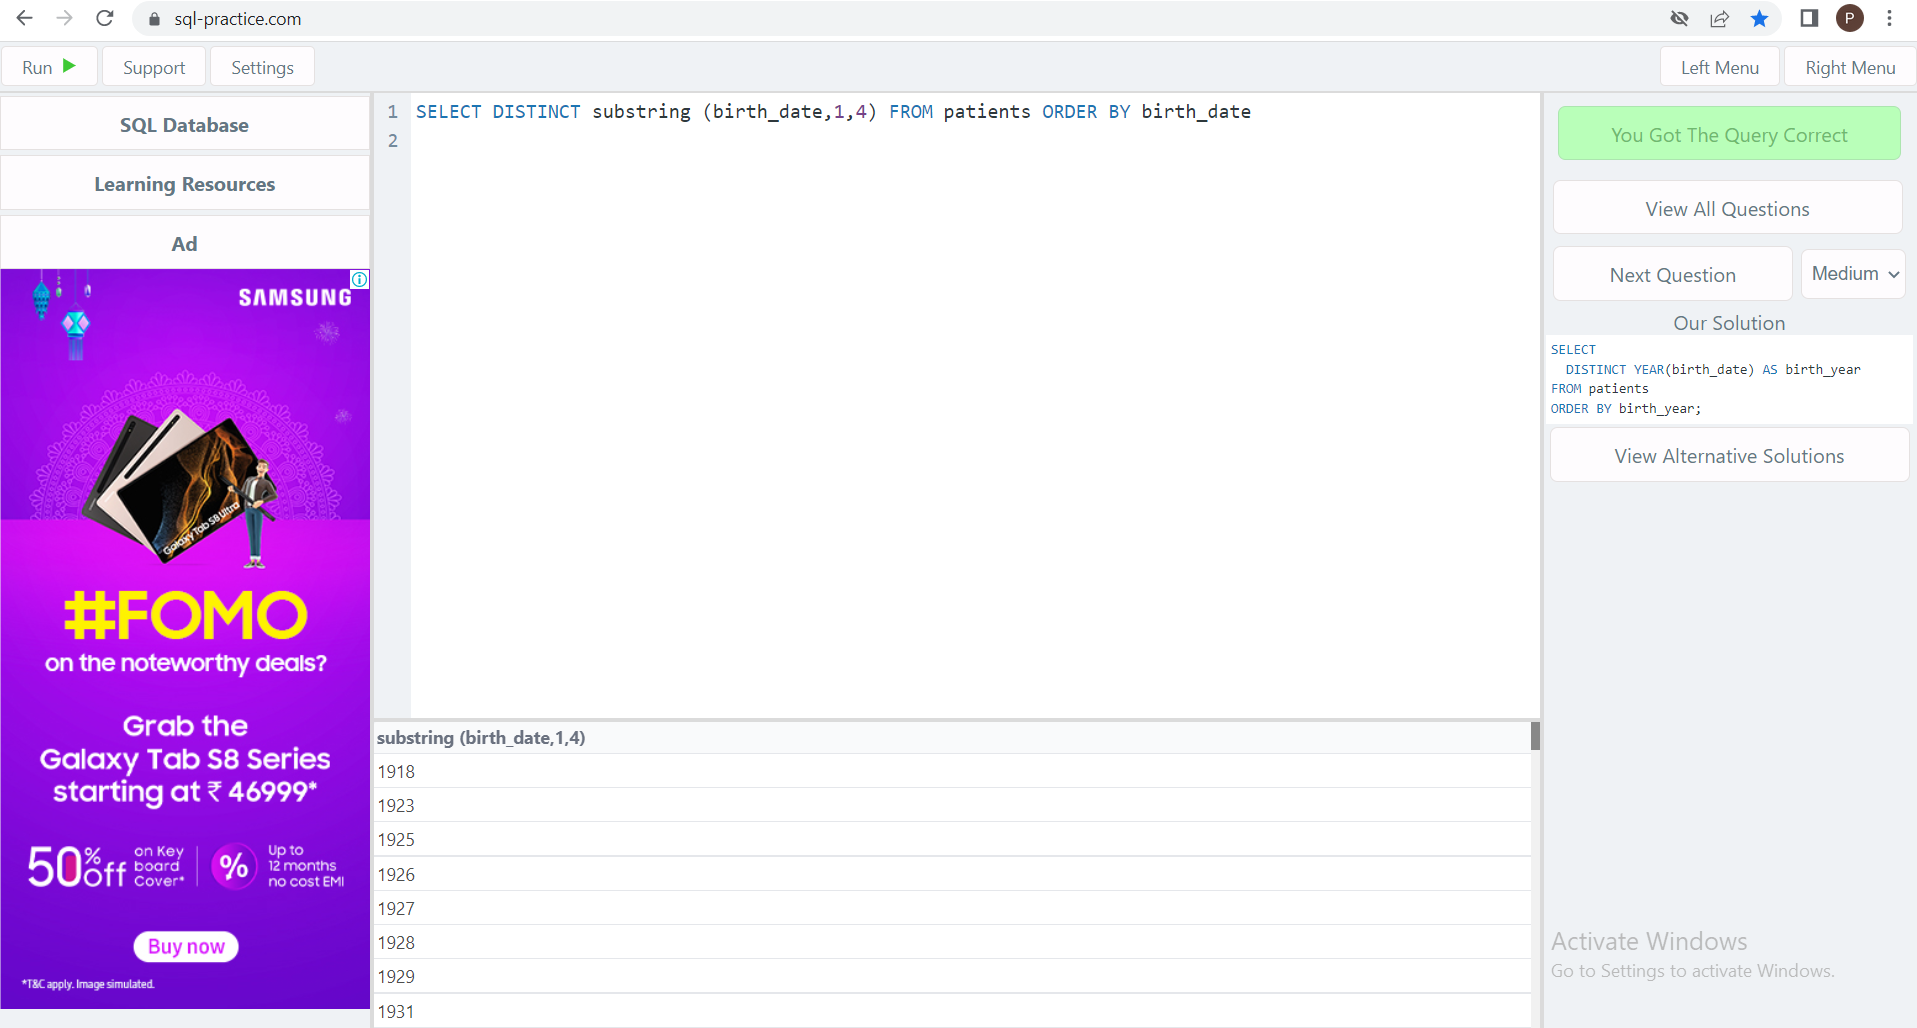 sql-practice.com
P
Run
Support
Settings
Left Menu
Right Menu
SQL Database
Learning Resources
Ad
SAMSUNG
Galaxy Tab S8 Ultra
#FOMO
on the noteworthy deals?
Grab the
Galaxy Tab S8 Series
starting at ₹ 46999*
50% off
on Key
board
Cover*
%
Up to
12 months
no cost EMI
Buy now
*T&C apply. Image simulated.
1 SELECT DISTINCT substring (birth_date,1,4) FROM patients ORDER BY birth_date
2
substring (birth_date,1,4)
1918
1923
1925
1926
1927
1928
1929
1931
You Got The Query Correct
View All Questions
Next Question
Medium
Our Solution
SELECT
DISTINCT YEAR(birth_date) AS birth_year
FROM patients
ORDER BY birth_year;
View Alternative Solutions
Activate Windows
Go to Settings to activate Windows.